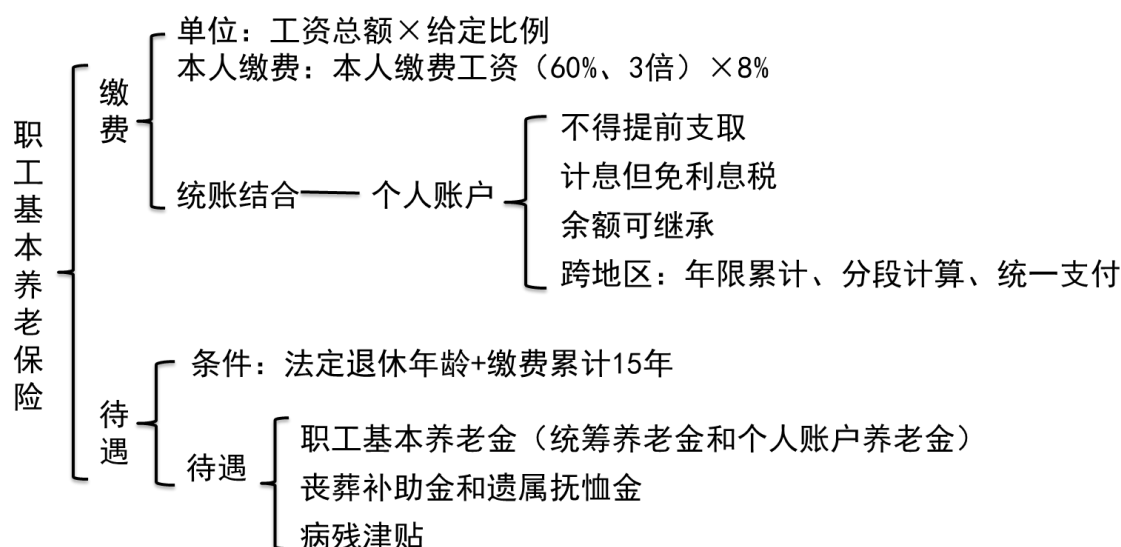 职工基本养老保险
缴费
单位：工资总额×给定比例
本人缴费：本人缴费工资（60%、3倍）×8%
统账结合
个人账户
不得提前支取
计息但免利息税
余额可继承
跨地区：年限累计、分段计算、统一支付
待遇
条件：法定退休年龄+缴费累计15年
待遇
职工基本养老金（统筹养老金和个人账户养老金）
丧葬补助金和遗属抚恤金
病残津贴